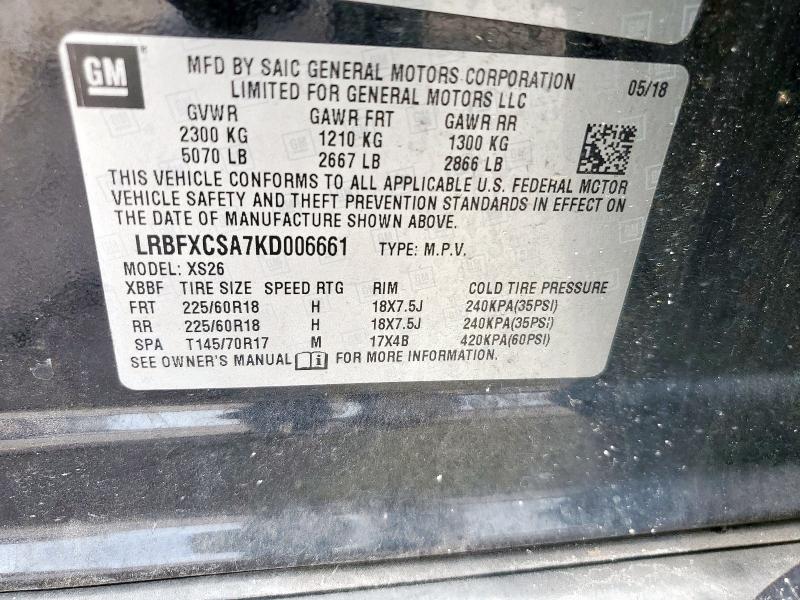 GM
MFD BY SAIC GENERAL MOTORS CORPORATION 05/18
LIMITED FOR GENERAL MOTORS LLC
GVWR GAWR FRT GAWR RR
2300 KG 1210 KG 1300 KG
5070 LB 2667 LB 2866 LB
THIS VEHICLE CONFORMS TO ALL APPLICABLE U.S. FEDERAL MOTOR
VEHICLE SAFETY AND THEFT PREVENTION STANDARDS IN EFFECT ON
THE DATE OF MANUFACTURE SHOWN ABOVE.
LRBFXCSA7KD006661 TYPE: M.P.V.
MODEL: XS26
XBBF TIRE SIZE SPEED RTG RIM COLD TIRE PRESSURE
FRT 225/60R18 H 18X7.5J 240KPA(35PSI)
RR 225/60R18 H 18X7.5J 240KPA(35PSI)
SPA T145/70R17 M 17X4B 420KPA(60PSI)
SEE OWNER'S MANUAL FOR MORE INFORMATION.